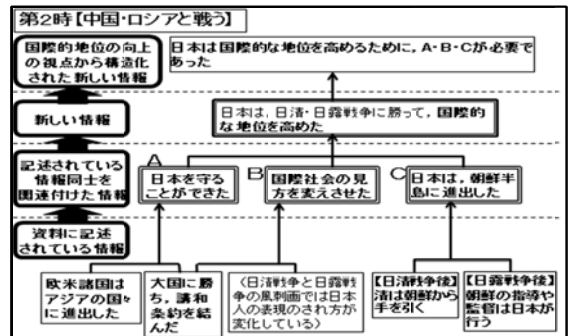 第2時【中国・ロシアと戦う】
国際的地位の向上
の視点から構造化
された新しい情報
日本は国際的な地位を高めるために,A・B・Cが必要で
あった
新しい情報
日本は,日清・日露戦争に勝って,国際的
な地位を高めた
記述されている
情報同士を
関連付けた情報
A
日本を守る
ことができた
B
国際社会の見
方を変えさせた
C
日本は,朝鮮半
島に進出した
資料に記述
されている情報
欧米諸国は
アジアの国々
に進出した
大国に勝
ち,講和
条約を結
んだ
〈日清戦争と日露戦
争の風刺画では日本
人の表現のされ方が
変化している〉
【日清戦争後】
清は朝鮮から
手を引く
【日露戦争後】
朝鮮の指導や
監督は日本が
行う